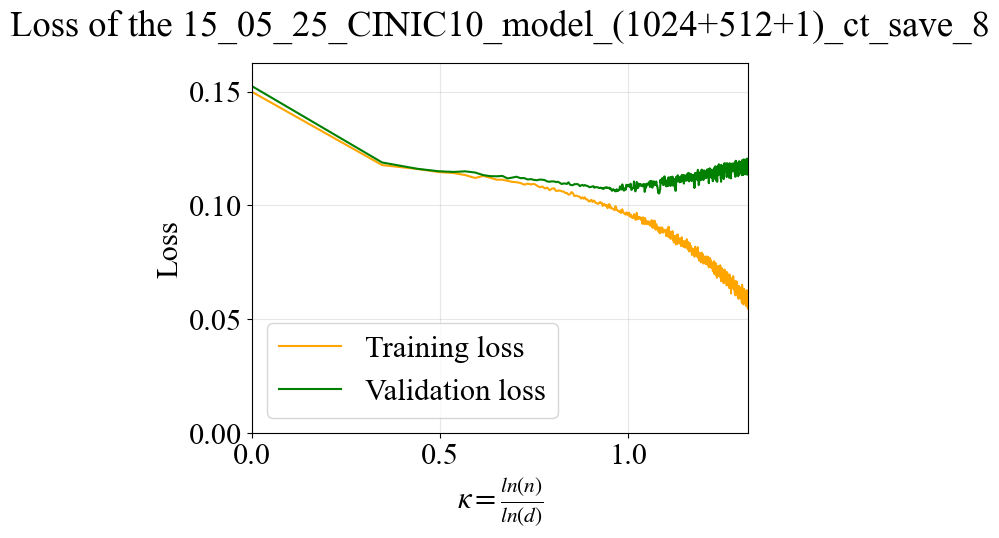 Loss of the 15_05_25_CINIC10_model_(1024+512+1)_ct_save_8
0.15
0.10
Loss
0.05
Training loss
Validation loss
0.00
0.0 0.5 1.0
κ = ln(n) / ln(d)